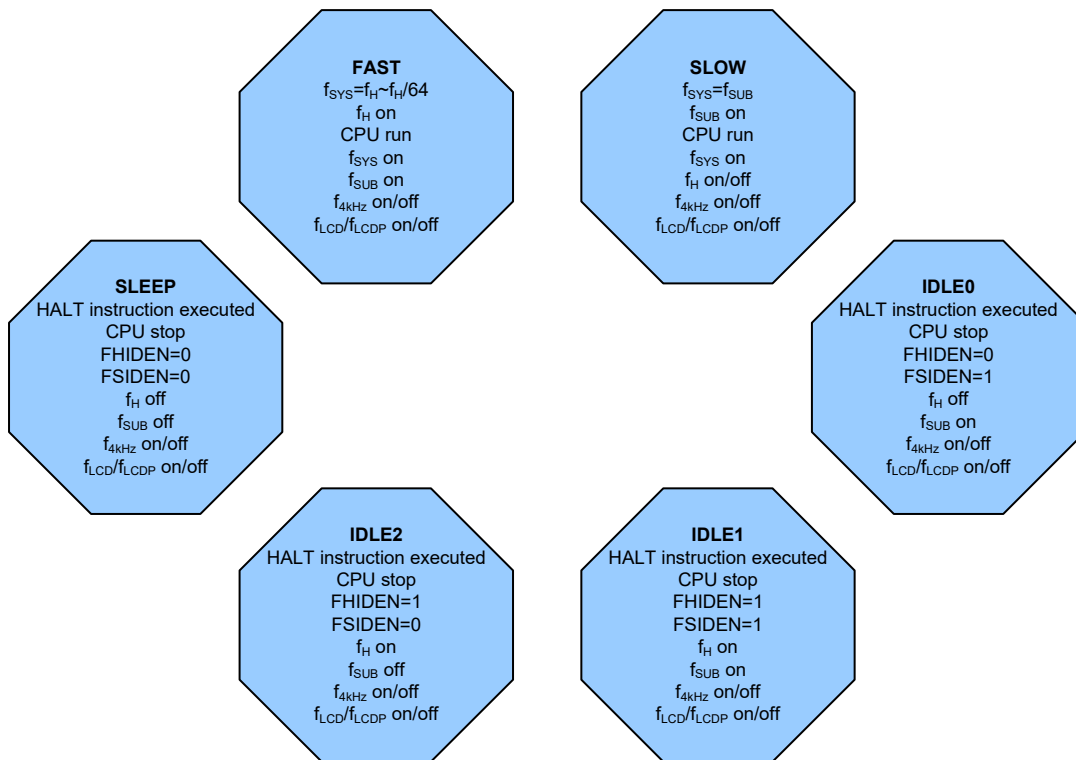 FAST
fSYS=fH~fH/64
fH on
CPU run
fSYS on
fSUB on
f4kHz on/off
fLCD/fLCDP on/off
SLOW
fSYS=fSUB
fSUB on
CPU run
fSYS on
fH on/off
f4kHz on/off
fLCD/fLCDP on/off
SLEEP
HALT instruction executed
CPU stop
FHIDEN=0
FSIDEN=0
fH off
fSUB off
f4kHz on/off
fLCD/fLCDP on/off
IDLE0
HALT instruction executed
CPU stop
FHIDEN=0
FSIDEN=1
fH off
fSUB on
f4kHz on/off
fLCD/fLCDP on/off
IDLE2
HALT instruction executed
CPU stop
FHIDEN=1
FSIDEN=0
fH on
fSUB off
f4kHz on/off
fLCD/fLCDP on/off
IDLE1
HALT instruction executed
CPU stop
FHIDEN=1
FSIDEN=1
fH on
fSUB on
f4kHz on/off
fLCD/fLCDP on/off